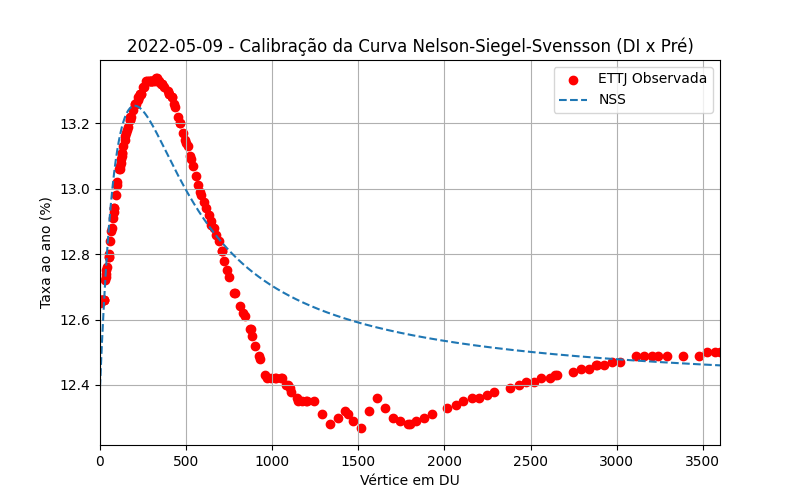 2022-05-09 - Calibração da Curva Nelson-Siegel-Svensson (DI x Pré)
ETTJ Observada
NSS
Taxa ao ano (%)
13.2
13.0
12.8
12.6
12.4
0 500 1000 1500 2000 2500 3000 3500
Vértice em DU